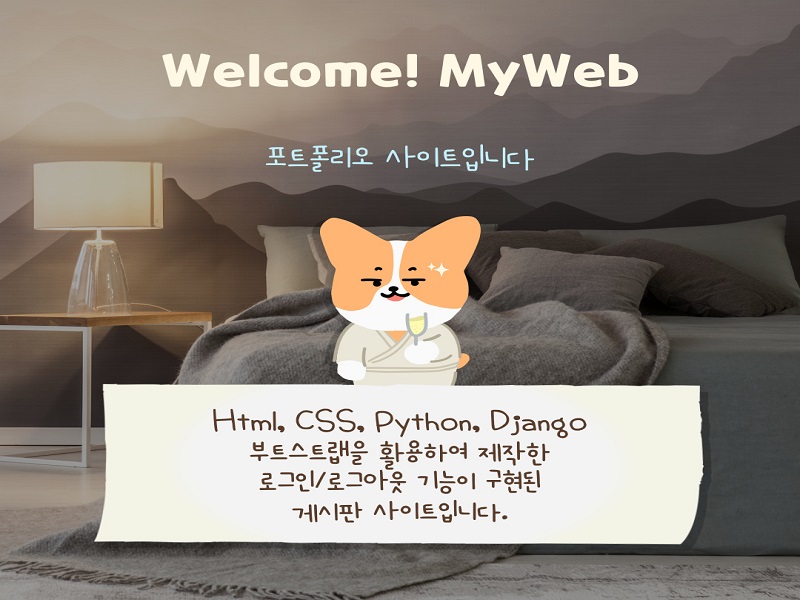 Welcome! MyWeb
포트폴리오 사이트입니다
Html, CSS, Python, Django
부트스트랩을 활용하여 제작한
로그인/로그아웃 기능이 구현된
게시판 사이트입니다.